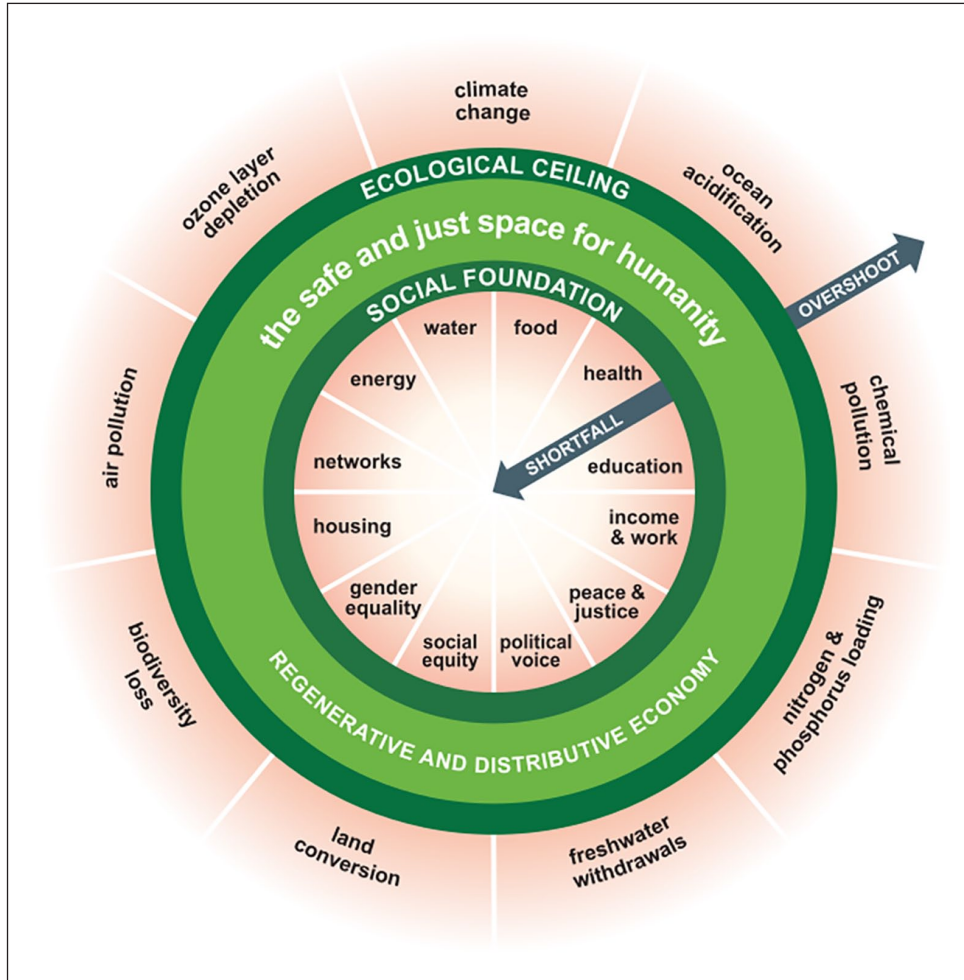 climate
change
ocean
acidification
chemical
pollution
nitrogen &
phosphorus loading
freshwater
withdrawals
land
conversion
biodiversity
loss
air pollution
ozone layer
depletion
OVERSHOOT
ECOLOGICAL CEILING
the safe and just space for humanity
SOCIAL FOUNDATION
water
food
health
SHORTFALL
education
income
& work
peace &
justice
political
voice
social
equity
gender
equality
housing
networks
energy
REGENERATIVE AND DISTRIBUTIVE ECONOMY